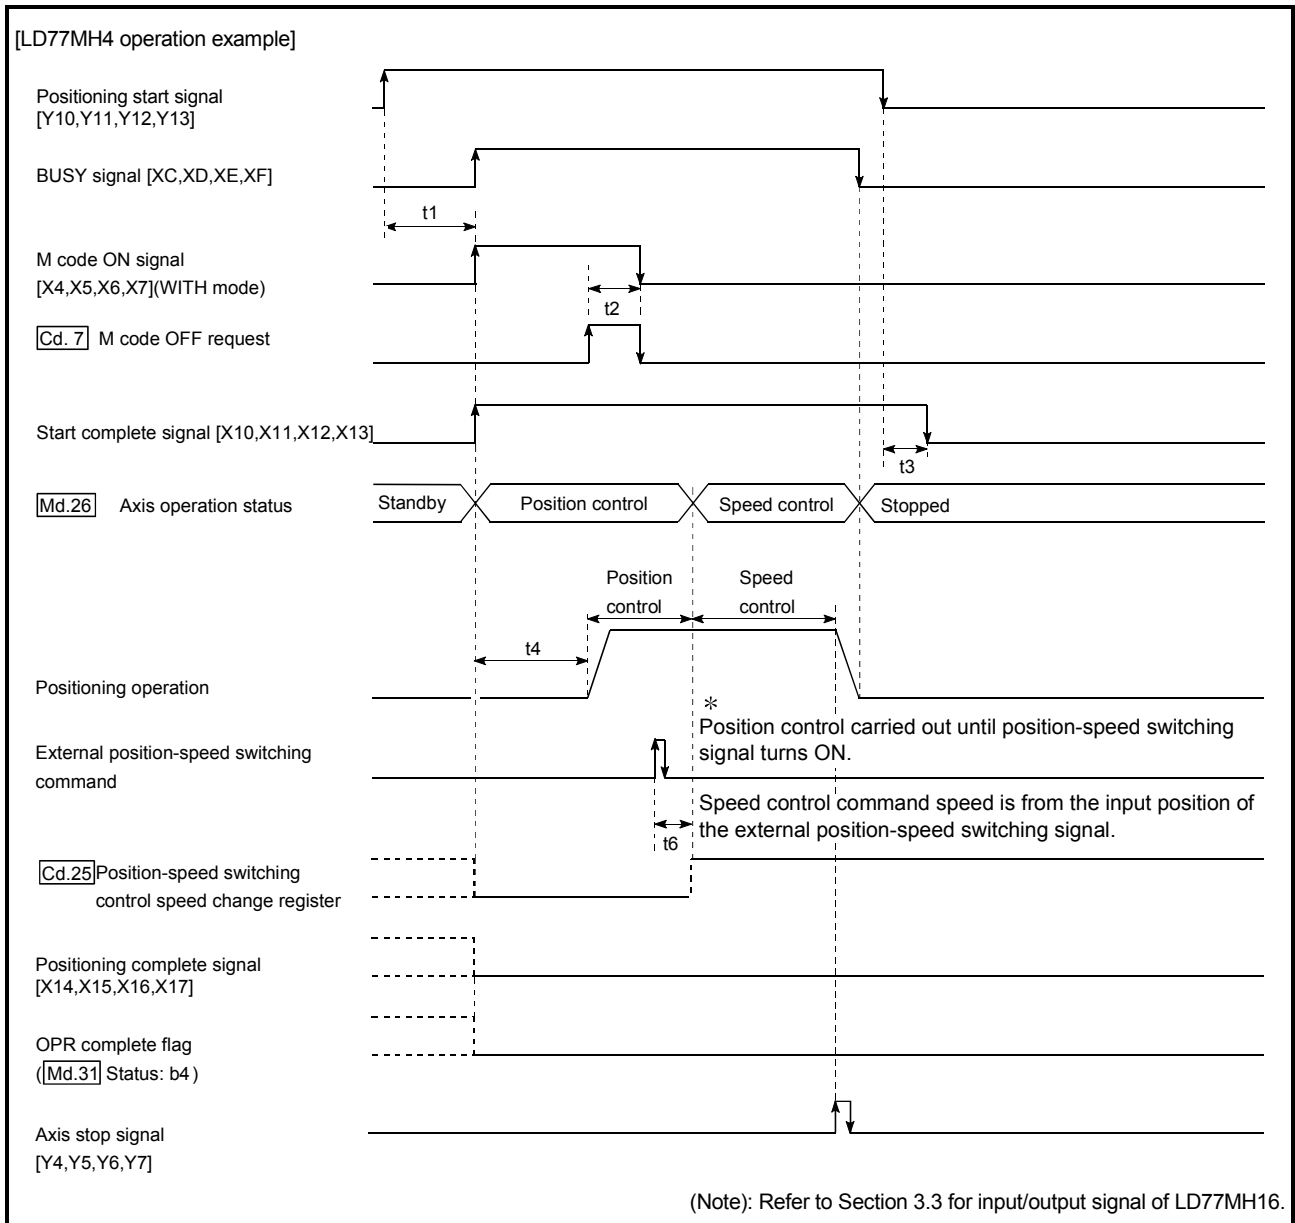 [LD77MH4 operation example]
Positioning start signal
[Y10,Y11,Y12,Y13]
BUSY signal [XC,XD,XE,XF]
t1
M code ON signal
[X4,X5,X6,X7](WITH mode)
t2
Cd. 7 M code OFF request
Start complete signal [X10,X11,X12,X13]
t3
Md.26 Axis operation status
Standby
Position control
Speed control
Stopped
Position
control
Speed
control
t4
Positioning operation
*
Position control carried out until position-speed switching
signal turns ON.
External position-speed switching
command
Speed control command speed is from the input position of
the external position-speed switching signal.
t6
Cd.25 Position-speed switching
control speed change register
Positioning complete signal
[X14,X15,X16,X17]
OPR complete flag
(Md.31 Status: b4)
Axis stop signal
[Y4,Y5,Y6,Y7]
(Note): Refer to Section 3.3 for input/output signal of LD77MH16.